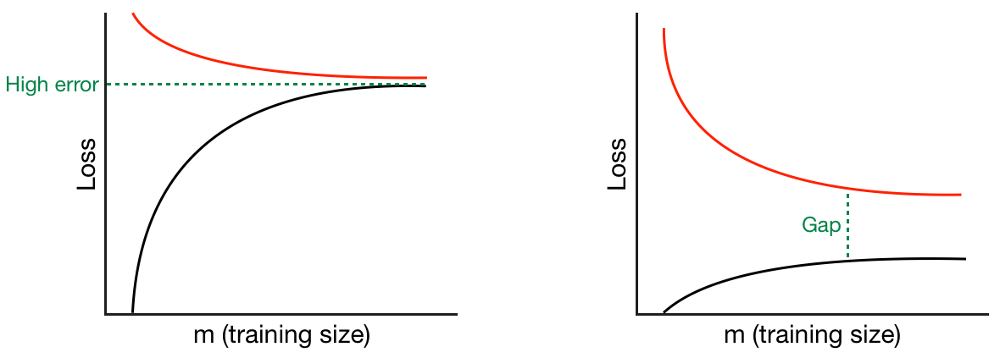 High error
Loss
m (training size)
Loss
Gap
m (training size)